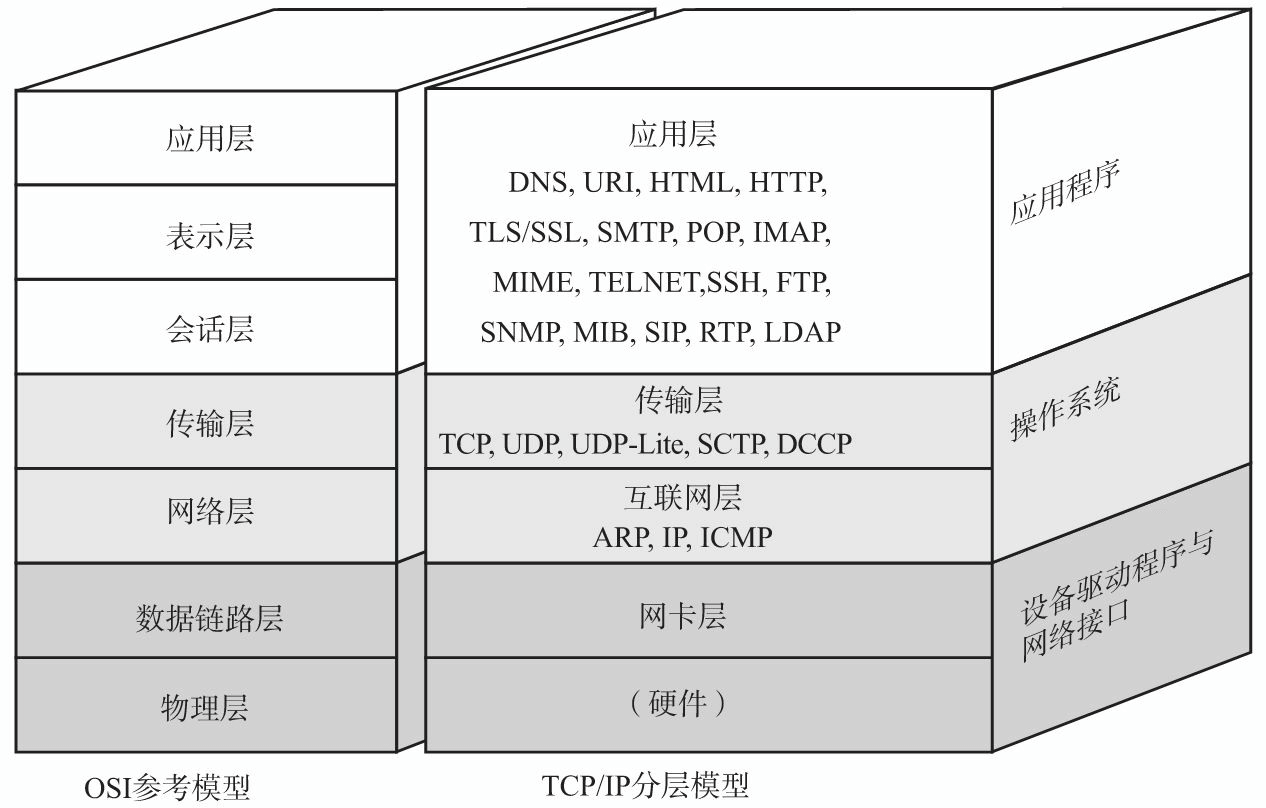 应用层
表示层
会话层
传输层
网络层
数据链路层
物理层
OSI参考模型
应用层
DNS, URI, HTML, HTTP,
TLS/SSL, SMTP, POP, IMAP,
MIME, TELNET,SSH, FTP,
SNMP, MIB, SIP, RTP, LDAP
传输层
TCP, UDP, UDP-Lite, SCTP, DCCP
互联网层
ARP, IP, ICMP
网卡层
（硬件）
TCP/IP分层模型
应用程序
操作系统
设备驱动程序与
网络接口